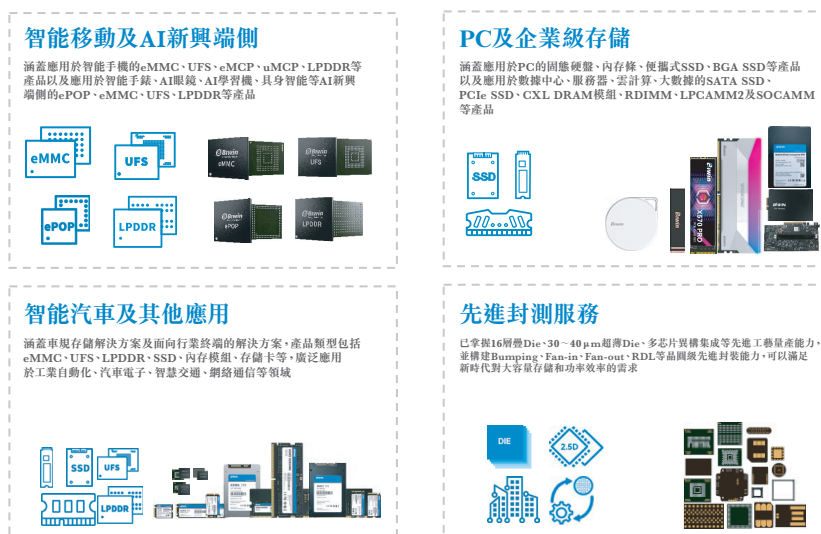 智能移動及AI新興端側
涵蓋應用於智能手機的eMMC、UFS、eMCP、uMCP、LPDDR等
產品以及應用於智能手錶、AI眼鏡、AI學習機、具身智能等AI新興
端側的ePOP、eMMC、UFS、LPDDR等產品
eMMC
UFS
Biwin
eMMC
Biwin
UFS
ePOP
LPDDR
Biwin
ePOP
Biwin
LPDDR
PC及企業級存儲
涵蓋應用於PC的固態硬盤、內存條、便攜式SSD、BGA SSD等產品
以及應用於數據中心、服務器、雲計算、大數據的SATA SSD、
PCIe SSD、CXL DRAM模組、RDIMM、LPCAMM2及SOCAMM
等產品
SSD
Biwin
Biwin
Biwin
X570 PRO
智能汽車及其他應用
涵蓋車規存儲解決方案及面向行業終端的解決方案，產品類型包括
eMMC、UFS、LPDDR、SSD、內存模組、存儲卡等，廣泛應用
於工業自動化、汽車電子、智慧交通、網絡通信等領域
SSD
UFS
LPDDR
先進封測服務
已掌握16層疊Die、30～40μm超薄Die、多芯片異構集成等先進工藝量產能力，
並構建Bumping、Fan-in、Fan-out、RDL等晶圓級先進封裝能力，可以滿足
新時代對大容量存儲和功率效率的需求
DIE
2.5D